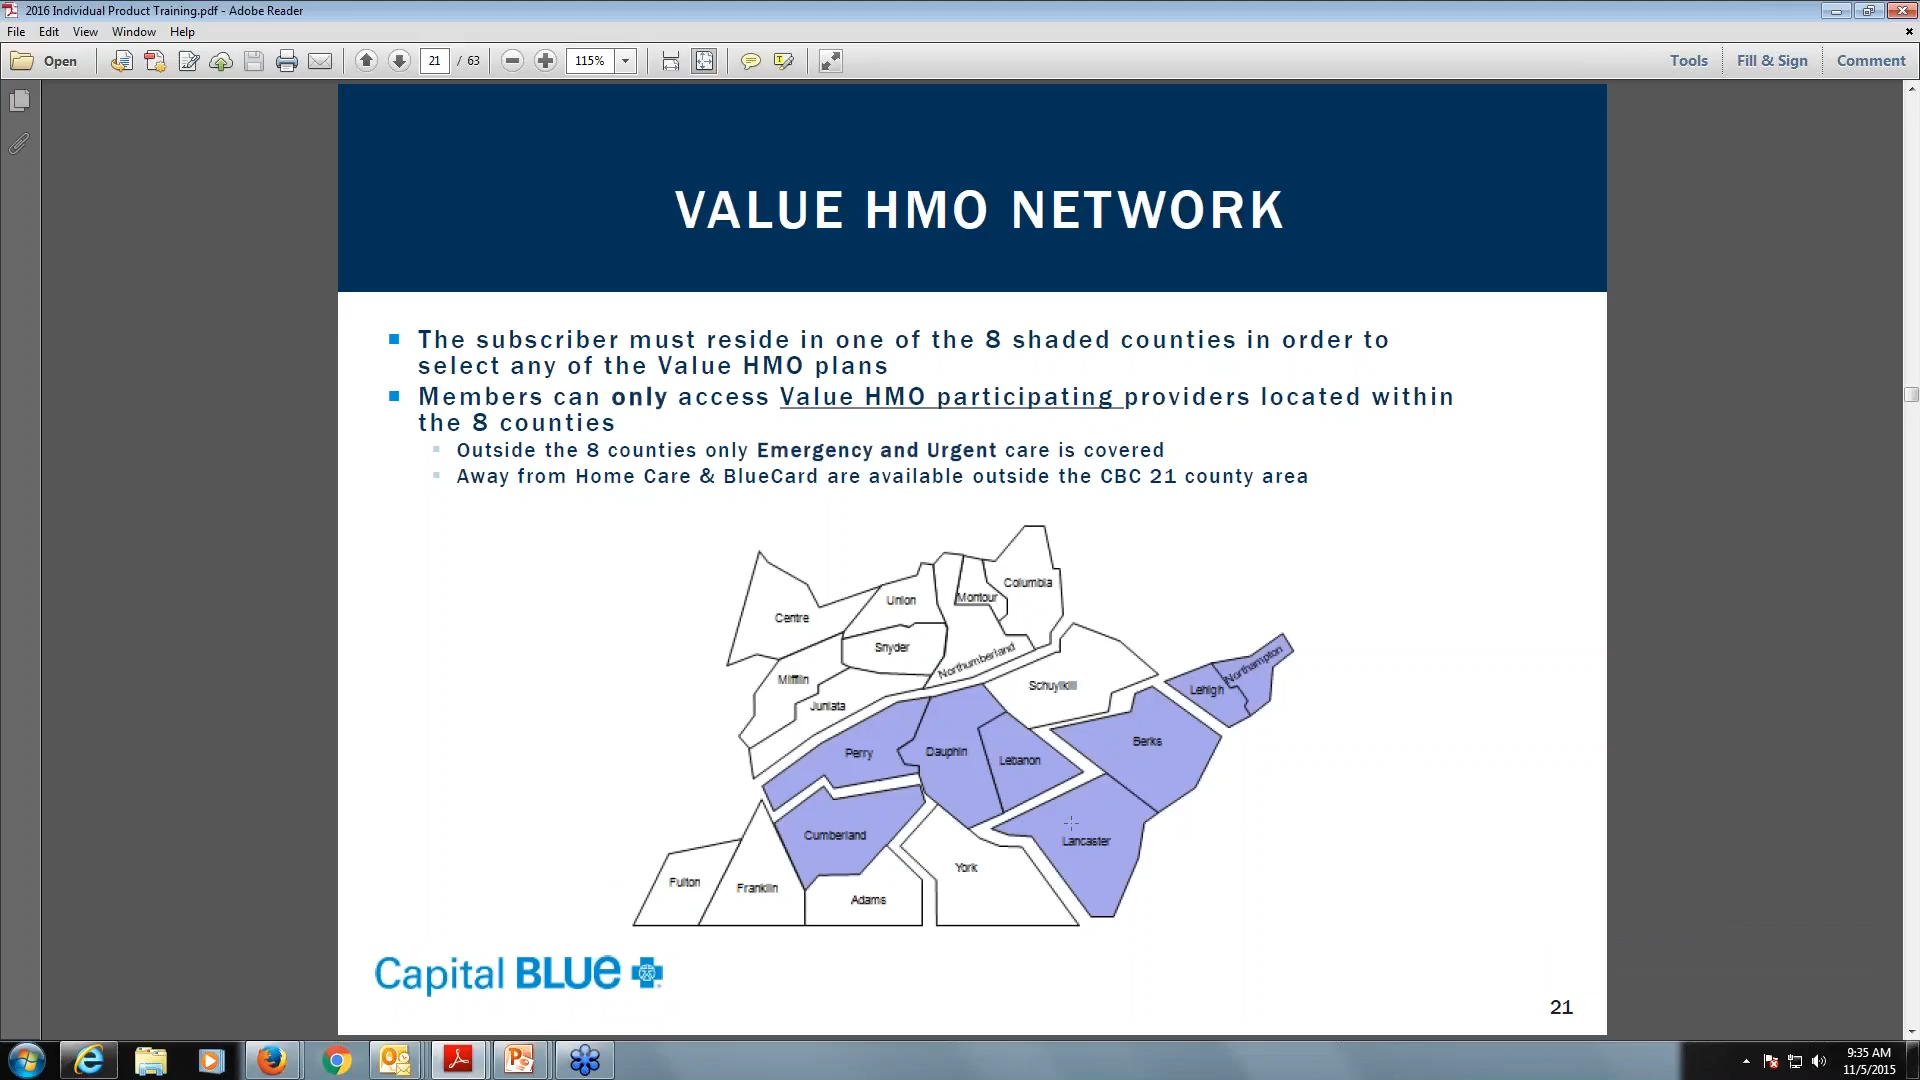 2016 Individual Product Training.pdf - Adobe Reader
File Edit View Window Help
Open 21 / 63 115% Tools Fill & Sign Comment
VALUE HMO NETWORK
The subscriber must reside in one of the 8 shaded counties in order to
select any of the Value HMO plans
Members can only access Value HMO participating providers located within
the 8 counties
Outside the 8 counties only Emergency and Urgent care is covered
Away from Home Care & BlueCard are available outside the CBC 21 county area
Columbia
Montour
Union
Centre
Snyder
Northumberland
Northampton
Mifflin
Schuylkill
Lehigh
Juniata
Berks
Perry
Dauphin
Lebanon
Cumberland
Lancaster
York
Fulton
Franklin
Adams
Capital BLUE
21
9:35 AM
11/5/2015